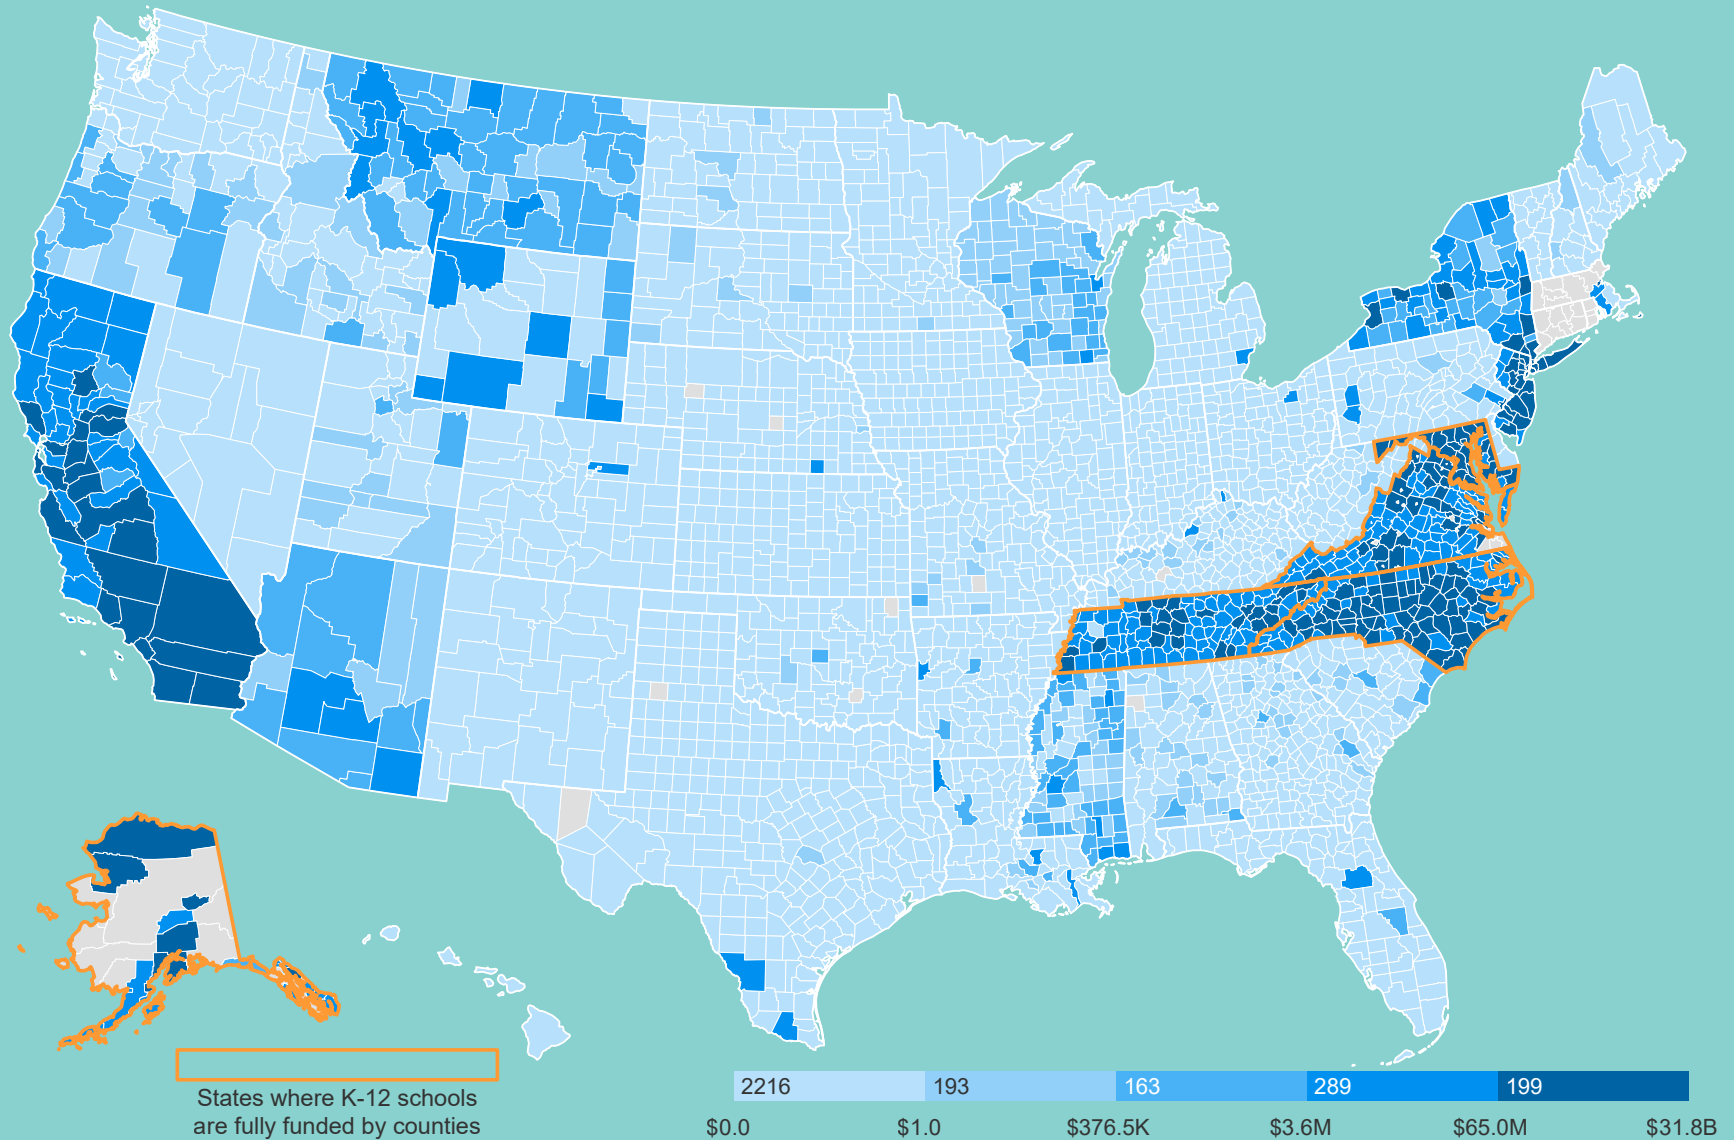 States where K-12 schools
are fully funded by counties
2216 193 163 289 199
$0.0 $1.0 $376.5K $3.6M $65.0M $31.8B